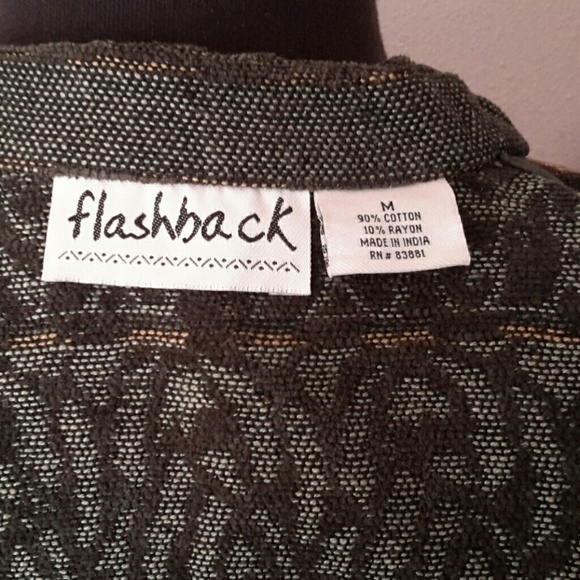 flashback
M
90% COTTON
10% RAYON
MADE IN INDIA
RN# 83881